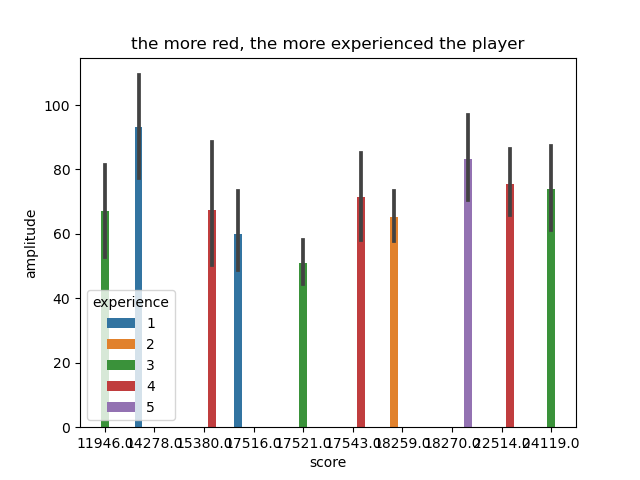 the more red, the more experienced the player
amplitude
100
80
60
40
20
0
experience
1
2
3
4
5
11946.0 14278.0 15380.0 17516.0 17521.0 17543.0 18259.0 18270.0 22514.0 24119.0
score